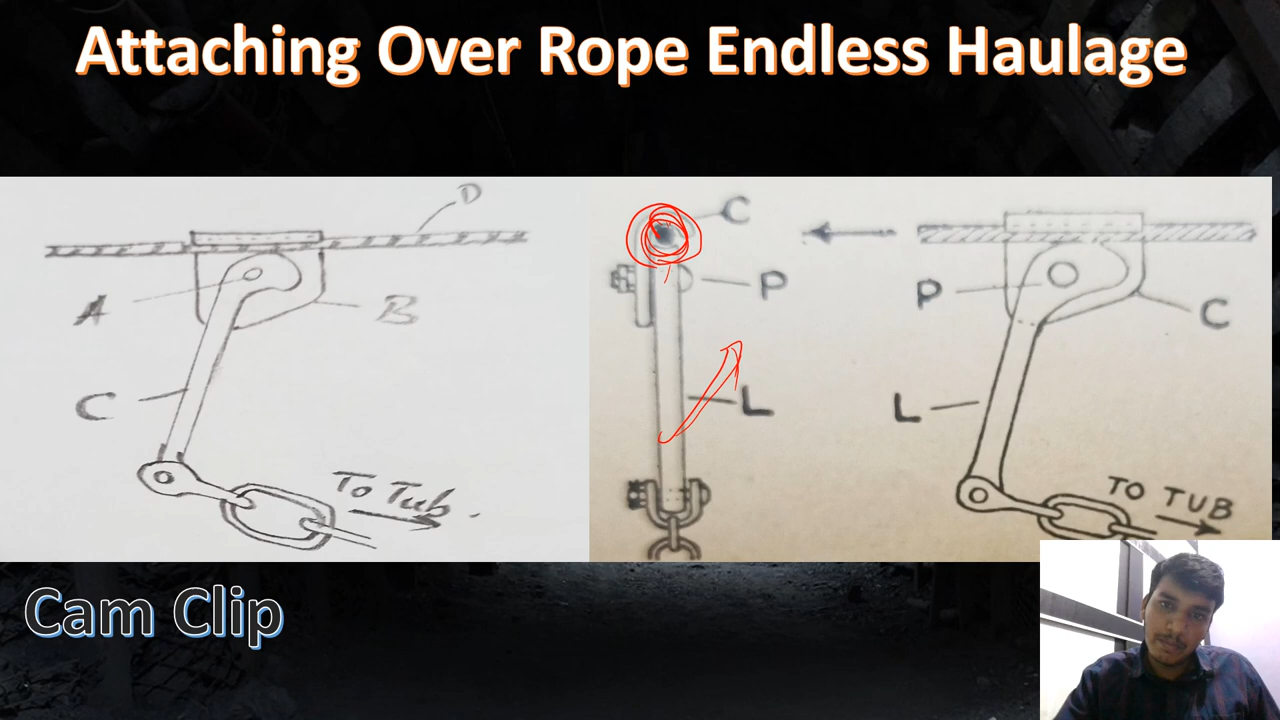 Attaching Over Rope Endless Haulage
D
A
B
C
To Tub.
C
P
L
P
C
L
TO TUB
Cam Clip